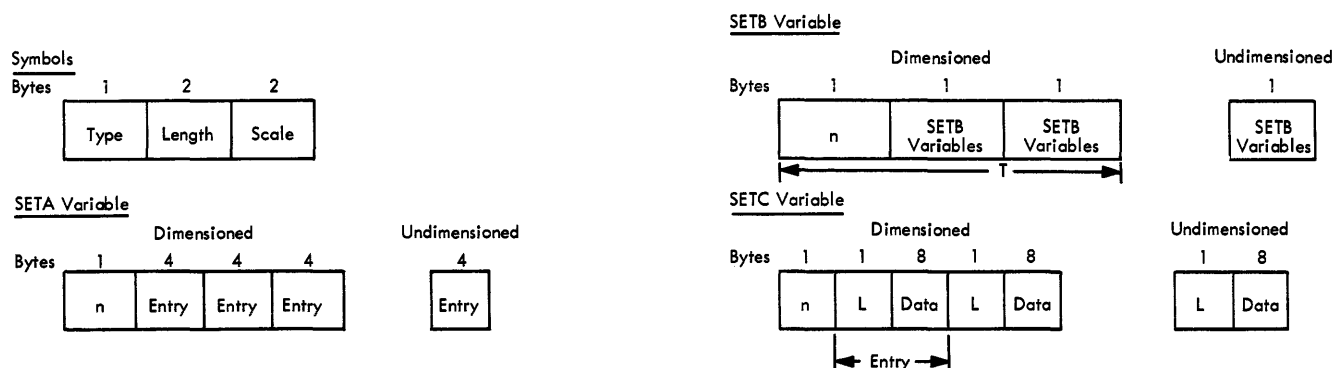 Symbols
Bytes 1 2 2
Type Length Scale
SETA Variable
Dimensioned Undimensioned
Bytes 1 4 4 4 4
n Entry Entry Entry Entry
SETB Variable
Dimensioned Undimensioned
Bytes 1 1 1 1
n SETB Variables SETB Variables SETB Variables
T
SETC Variable
Dimensioned Undimensioned
Bytes 1 1 8 1 8 1 8
n L Data L Data L Data
Entry